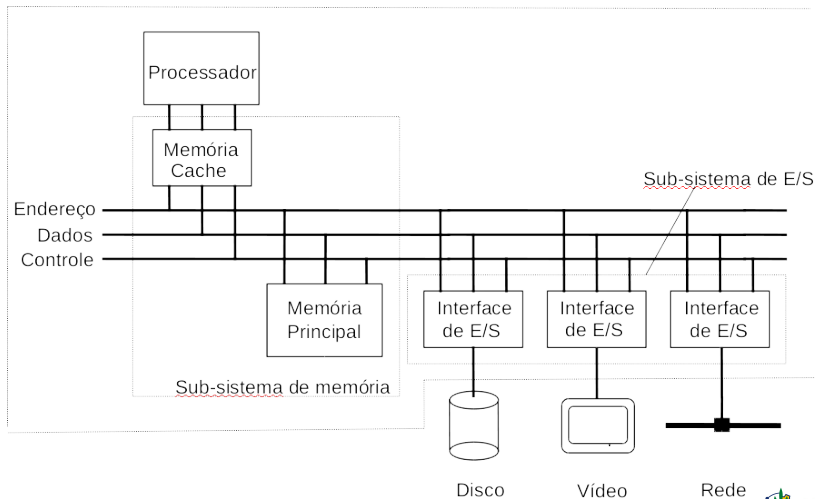 Processador
Memória
Cache
Sub-sistema de E/S
Endereço
Dados
Controle
Memória
Principal
Interface
de E/S
Interface
de E/S
Interface
de E/S
Sub-sistema de memória
Disco
Vídeo
Rede